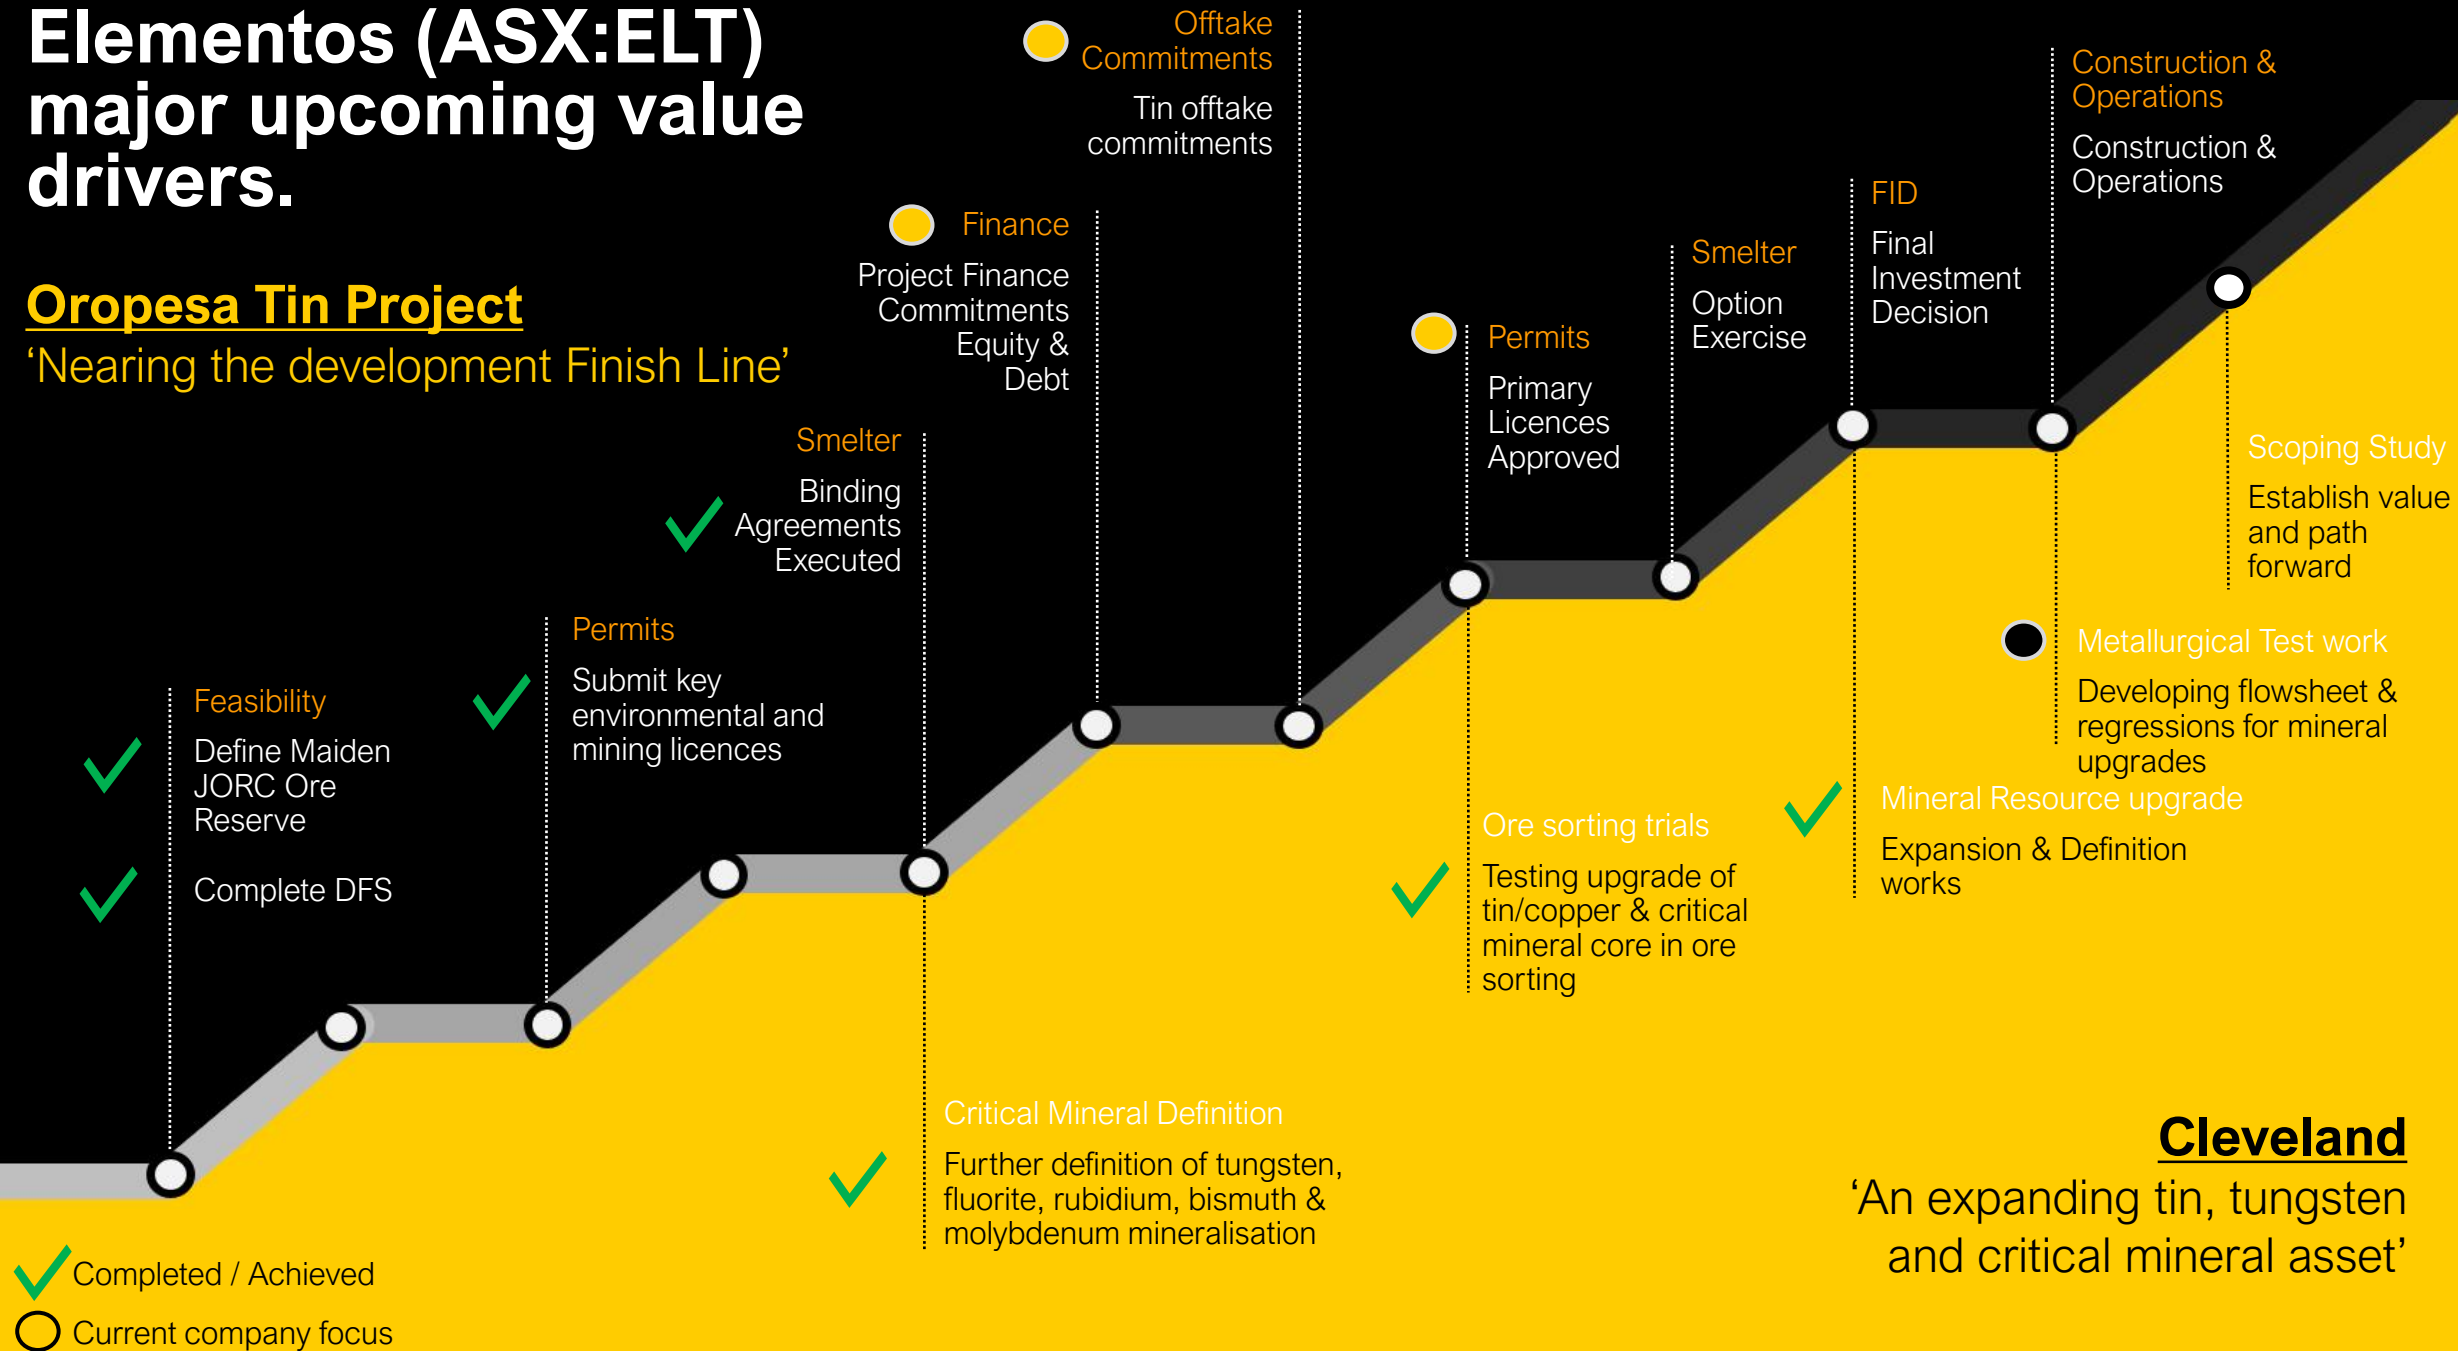 Elementos (ASX:ELT)
major upcoming value
drivers.
Oropesa Tin Project
‘Nearing the development Finish Line’
Feasibility
Define Maiden
JORC Ore
Reserve
Complete DFS
Permits
Submit key
environmental and
mining licences
Smelter
Binding
Agreements
Executed
Finance
Project Finance
Commitments
Equity &
Debt
Offtake
Commitments
Tin offtake
commitments
Permits
Primary
Licences
Approved
Smelter
Option
Exercise
FID
Final
Investment
Decision
Construction &
Operations
Construction &
Operations
Critical Mineral Definition
Further definition of tungsten,
fluorite, rubidium, bismuth &
molybdenum mineralisation
Ore sorting trials
Testing upgrade of
tin/copper & critical
mineral core in ore
sorting
Mineral Resource upgrade
Expansion & Definition
works
Metallurgical Test work
Developing flowsheet &
regressions for mineral
upgrades
Scoping Study
Establish value
and path
forward
Cleveland
‘An expanding tin, tungsten
and critical mineral asset’
Completed / Achieved
Current company focus